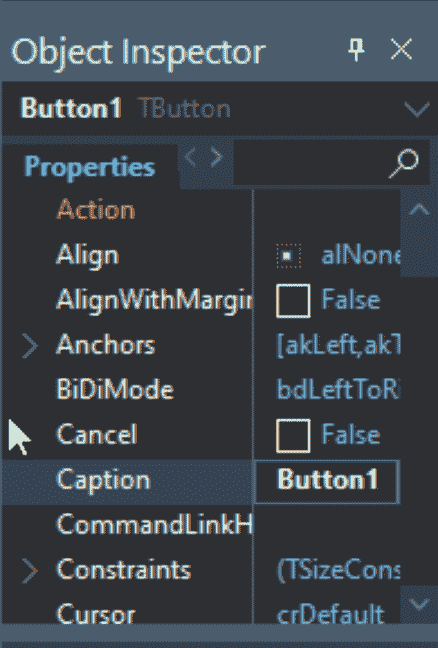 Object Inspector
Button1 TButton
Properties
Action
Align alNone
AlignWithMargin False
Anchors [akLeft,akT
BiDiMode bdLeftToR
Cancel False
Caption Button1
CommandLinkH
Constraints (TSizeCons
Cursor crDefault